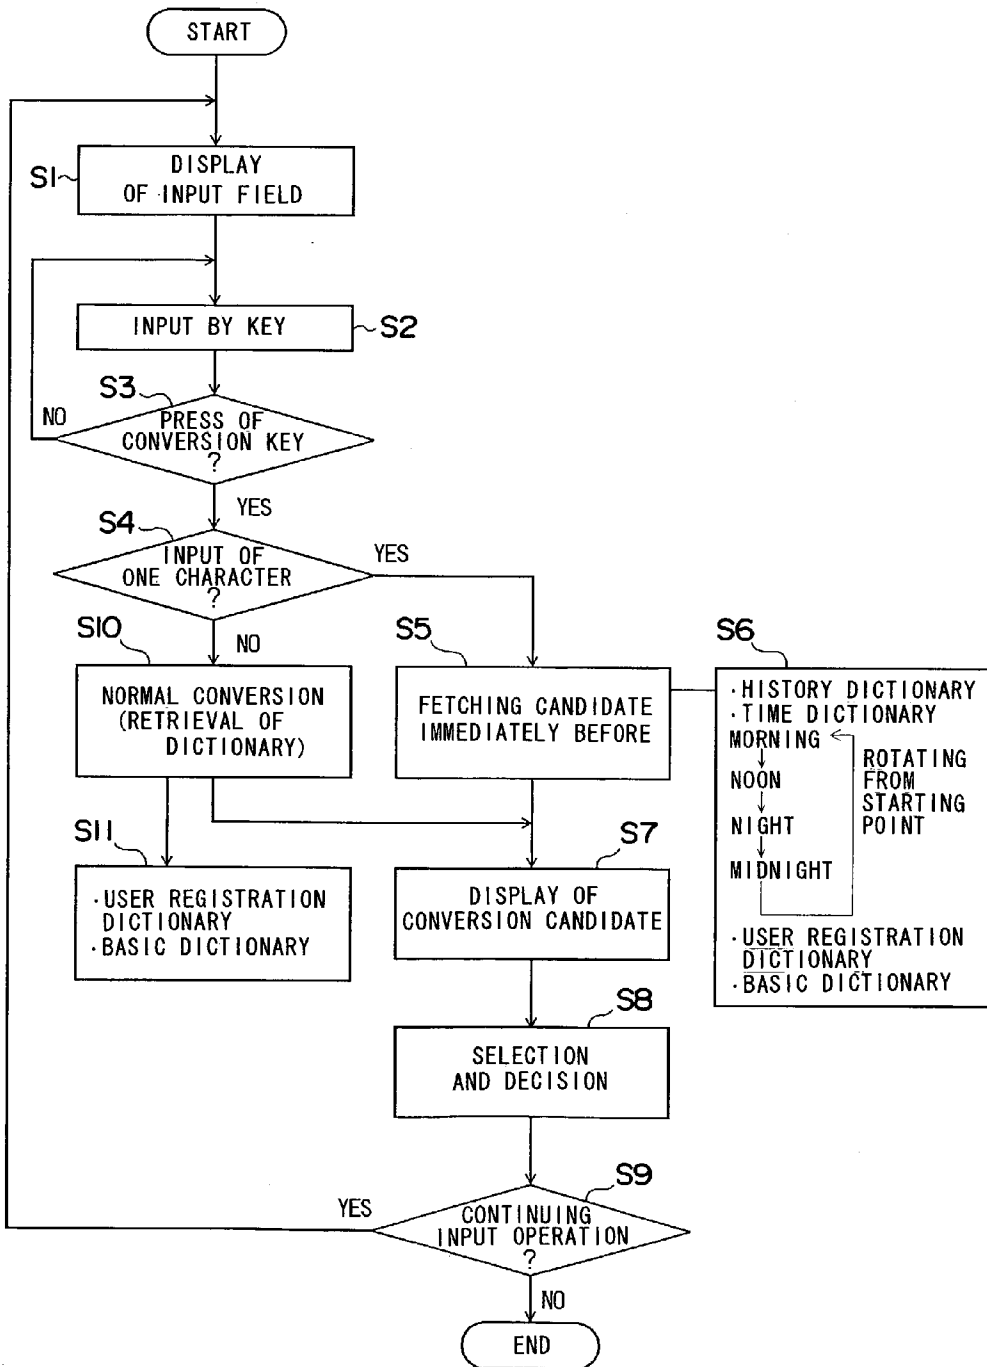 START
S1
DISPLAY
OF INPUT FIELD
INPUT BY KEY
S2
S3
NO
PRESS OF
CONVERSION KEY
?
YES
S4
INPUT OF
ONE CHARACTER
?
YES
NO
S10
NORMAL CONVERSION
(RETRIEVAL OF
DICTIONARY)
S5
FETCHING CANDIDATE
IMMEDIATELY BEFORE
S6
·HISTORY DICTIONARY
·TIME DICTIONARY
MORNING
NOON
NIGHT
MIDNIGHT
ROTATING
FROM
STARTING
POINT
·USER REGISTRATION
DICTIONARY
·BASIC DICTIONARY
S11
·USER REGISTRATION
DICTIONARY
·BASIC DICTIONARY
S7
DISPLAY OF
CONVERSION CANDIDATE
S8
SELECTION
AND DECISION
S9
YES
CONTINUING
INPUT OPERATION
?
NO
END